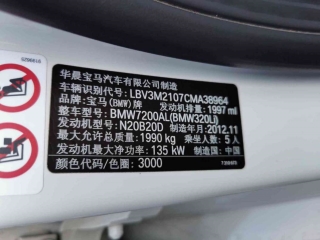 华晨宝马汽车有限公司制造
车辆识别代号: LBV3M2107CMA38964
品牌: 宝马(BMW)牌 发动机排量: 1997 ml
整车型号: BMW7200AL(BMW320Li)
发动机型号: N20B20D 制造年月: 2012.11
最大允许总质量: 1990 kg 乘坐人数: 5 人
发动机最大净功率: 135 kW 制造国: 中国
颜色代码/色圈: 3000